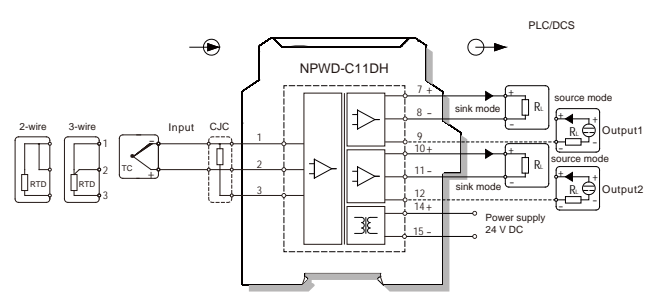 PLC/DCS
NPWD-C11DH
7 +
sink mode
RL
source mode
8 -
9
RL
Output1
2-wire
3-wire
Input
CJC
1
2
3
RTD
RTD
1
2
3
TC
- 
+
10+
11-
sink mode
RL
source mode
12
RL
Output2
14+
15-
Power supply
24 V DC
+
-
+
+
-
-
+
-
+
+
-
-